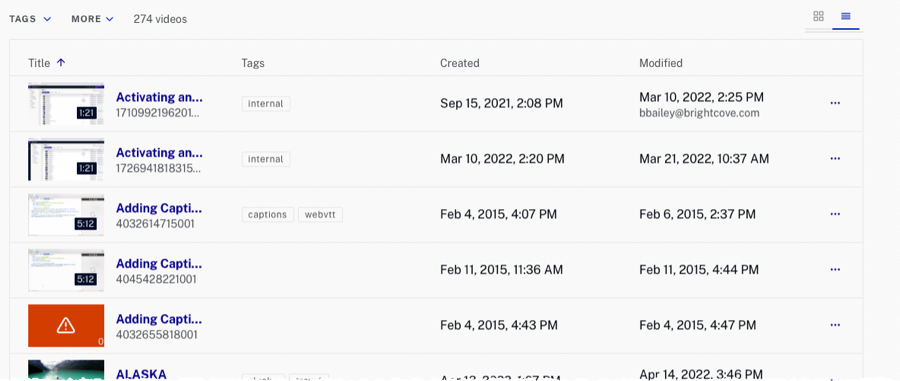 TAGS MORE 274 videos
Title Tags Created Modified
1:21 Activating an... internal Sep 15, 2021, 2:08 PM Mar 10, 2022, 2:25 PM
1710992196201... bbailey@brightcove.com
1:21 Activating an... internal Mar 10, 2022, 2:20 PM Mar 21, 2022, 10:37 AM
1726941818315...
5:12 Adding Capti... captions webvtt Feb 4, 2015, 4:07 PM Feb 6, 2015, 2:37 PM
4032614715001
5:12 Adding Capti... Feb 11, 2015, 11:36 AM Feb 11, 2015, 4:44 PM
4045428221001
0 Adding Capti... Feb 4, 2015, 4:43 PM Feb 4, 2015, 4:47 PM
4032655818001
ALASKA Apr 14, 2022, 3:46 PM